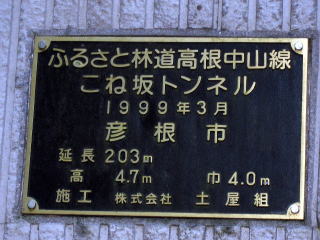 ふるさと林道高根中山線
こね坂トンネル
1999年3月
彦根市
延長 203m
高 4.7m 巾 4.0m
施工 株式会社 土屋組